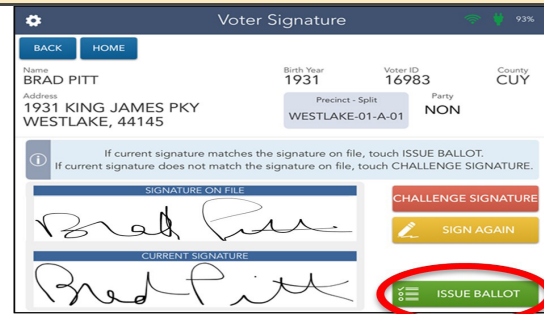 Voter Signature
93%
BACK HOME
Name Birth Year Voter ID County
BRAD PITT 1931 16983 CUY
Address Precinct - Split Party
1931 KING JAMES PKY WESTLAKE-01-A-01 NON
WESTLAKE, 44145
If current signature matches the signature on file, touch ISSUE BALLOT.
If current signature does not match the signature on file, touch CHALLENGE SIGNATURE.
SIGNATURE ON FILE
Brad Pitt
CURRENT SIGNATURE
Brad Pitt
CHALLENGE SIGNATURE
SIGN AGAIN
ISSUE BALLOT